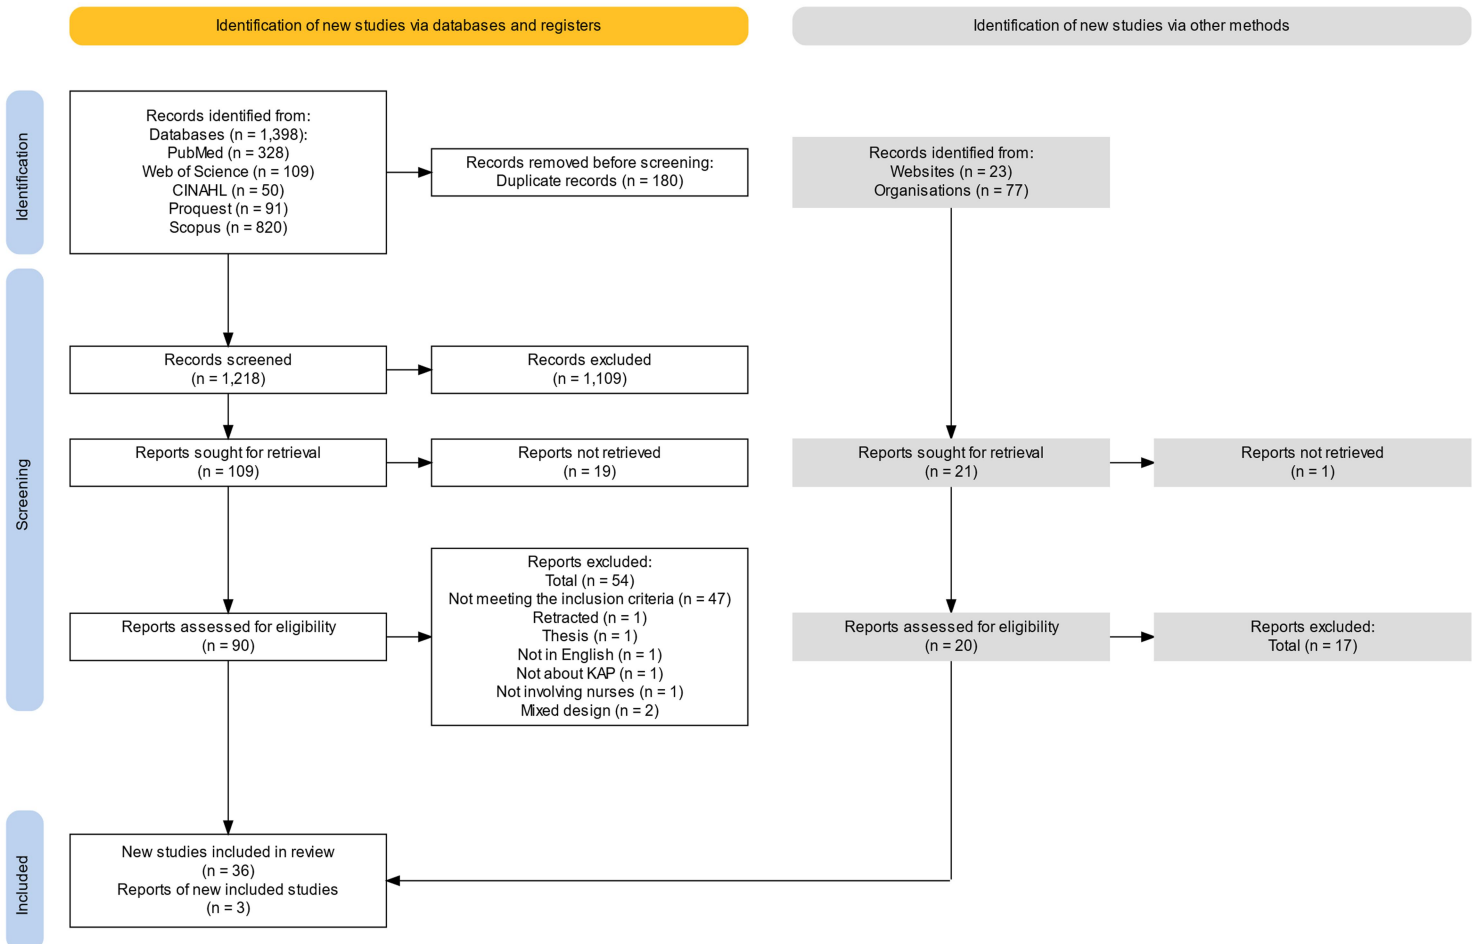 Identification of new studies via databases and registers
Identification of new studies via other methods
Identification
Records identified from:
Databases (n = 1,398):
PubMed (n = 328)
Web of Science (n = 109)
CINAHL (n = 50)
Proquest (n = 91)
Scopus (n = 820)
Records removed before screening:
Duplicate records (n = 180)
Records identified from:
Websites (n = 23)
Organisations (n = 77)
Screening
Records screened
(n = 1,218)
Records excluded
(n = 1,109)
Reports sought for retrieval
(n = 109)
Reports not retrieved
(n = 19)
Reports sought for retrieval
(n = 21)
Reports not retrieved
(n = 1)
Reports assessed for eligibility
(n = 90)
Reports excluded:
Total (n = 54)
Not meeting the inclusion criteria (n = 47)
Retracted (n = 1)
Thesis (n = 1)
Not in English (n = 1)
Not about KAP (n = 1)
Not involving nurses (n = 1)
Mixed design (n = 2)
Reports assessed for eligibility
(n = 20)
Reports excluded:
Total (n = 17)
Included
New studies included in review
(n = 36)
Reports of new included studies
(n = 3)